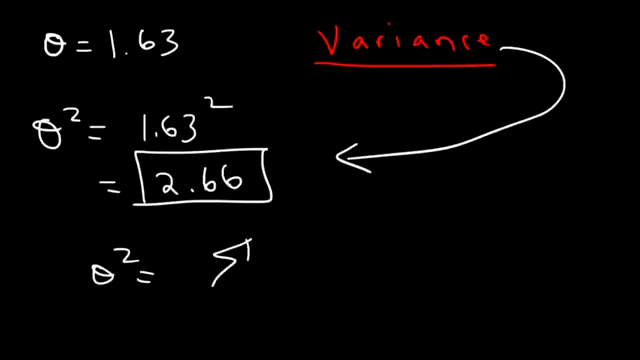 σ = 1.63
Variance
σ² = 1.63²
= 2.66
σ² =